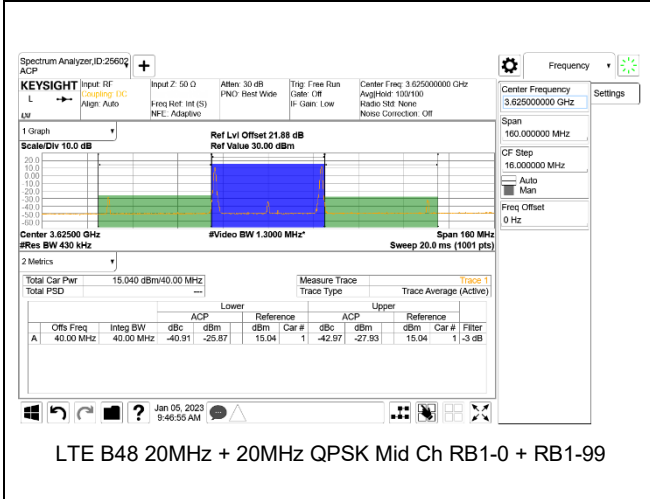 Spectrum Analyzer,ID:25602
ACP
+
Frequency
KEYSIGHT Input: RF Input Z: 50 Ω Atten: 30 dB Trig: Free Run Center Freq: 3.625000000 GHz
L Coupling: DC PNO: Best Wide Gate: Off Avg|Hold: 100/100
Align: Auto Freq Ref: Int (S) IF Gain: Low Radio Std: None
NFE: Adaptive Noise Correction: Off
Center Frequency
3.625000000 GHz
Settings
Span
160.000000 MHz
CF Step
16.000000 MHz
Auto
Man
Freq Offset
0 Hz
1 Graph
Ref Lvl Offset 21.88 dB
Scale/Div 10.0 dB Ref Value 30.00 dBm
20.0
10.0
0.00
-10.0
-20.0
-30.0
-40.0
-50.0
-60.0
Center 3.62500 GHz #Video BW 1.3000 MHz* Span 160 MHz
#Res BW 430 kHz Sweep 20.0 ms (1001 pts)
2 Metrics
Total Car Pwr 15.040 dBm/40.00 MHz Measure Trace Trace 1
Total PSD --- Trace Type Trace Average (Active)
Lower Upper
ACP Reference ACP Reference
Offs Freq Integ BW dBc dBm dBm Car # dBc dBm dBm Car # Filter
A 40.00 MHz 40.00 MHz -40.91 -25.87 15.04 1 -42.97 -27.93 15.04 1 -3 dB
?
Jan 05, 2023
9:46:55 AM
LTE B48 20MHz + 20MHz QPSK Mid Ch RB1-0 + RB1-99